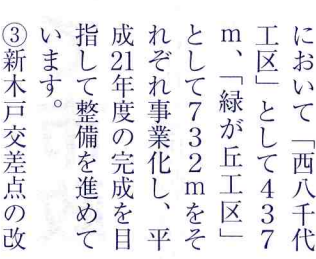 において「西八千代
工区」として437
m、「緑が丘工区」
として732mをそ
れぞれ事業化し、平
成21年度の完成を目
指して整備を進めて
います。
③新木戸交差点の改